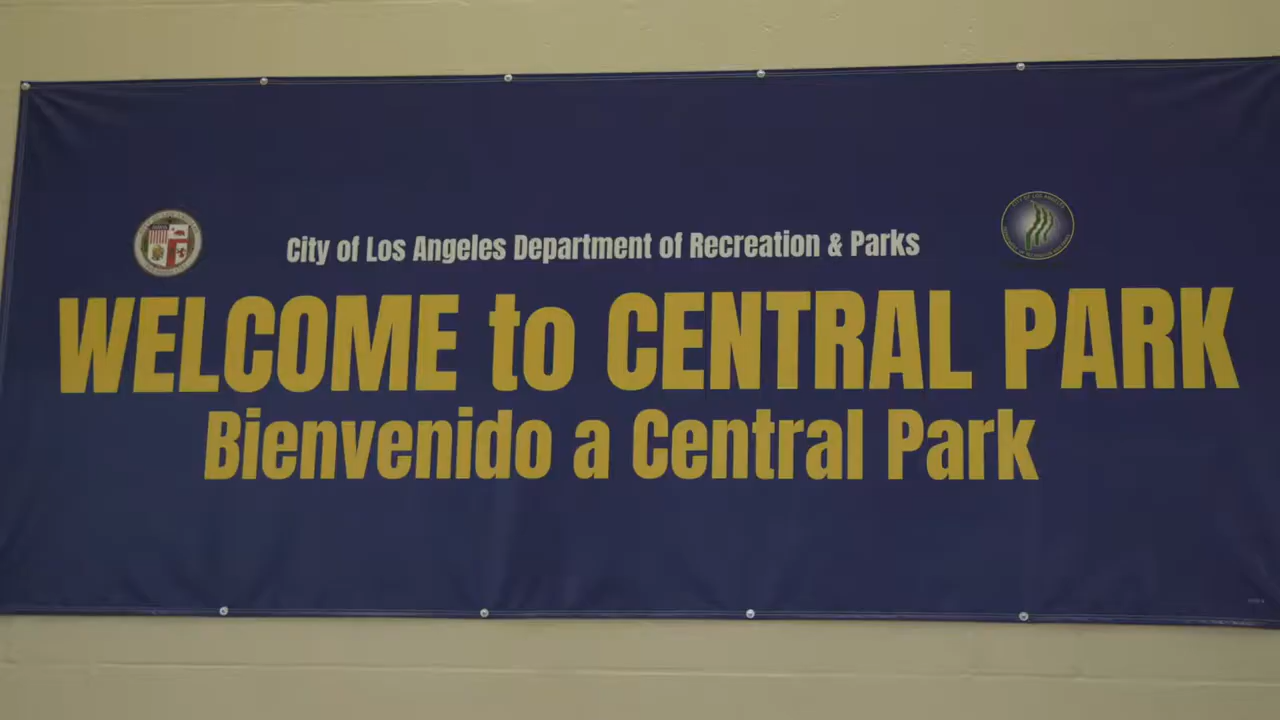 City of Los Angeles Department of Recreation & Parks
WELCOME to CENTRAL PARK
Bienvenido a Central Park